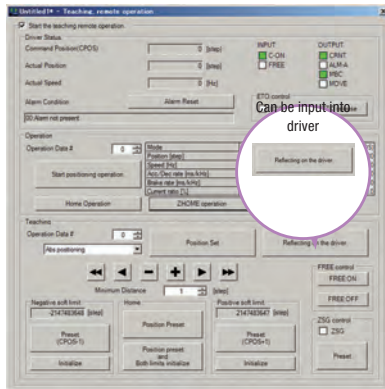 Untitled1* - Teaching, remote operation
Start the teaching remote operation.
Driver Status
Command Position(CPOS)
0 [step]
Actual Position
0 [step]
Actual Speed
0 [Hz]
Alarm Condition
Alarm Reset
00:Alarm not present.
INPUT
C-ON
FREE
OUTPUT
CRNT
ALM-A
MBC
MOVE
ETO control
Can be input into
driver
Reflecting on the driver.
Operation
Operation Data #
0
Start positioning operation.
Mode
Position [step]
Speed [Hz]
Acc/Dec rate [ms/kHz]
Brake rate [ms/kHz]
Current ratio [%]
Home Operation
ZHOME operation
Teaching
Operation Data #
0
Abs positioning
Position Set
Reflecting on the driver.
Minimum Distance
1
[step]
Negative soft limit
-2147483648 [step]
Preset
(CPOS-1)
Initialize
Home
Position Preset
Position preset
and
Both limits initialize
Positive soft limit
2147483647 [step]
Preset
(CPOS+1)
Initialize
FREE control
FREE ON
FREE OFF
ZSG control
ZSG
Preset